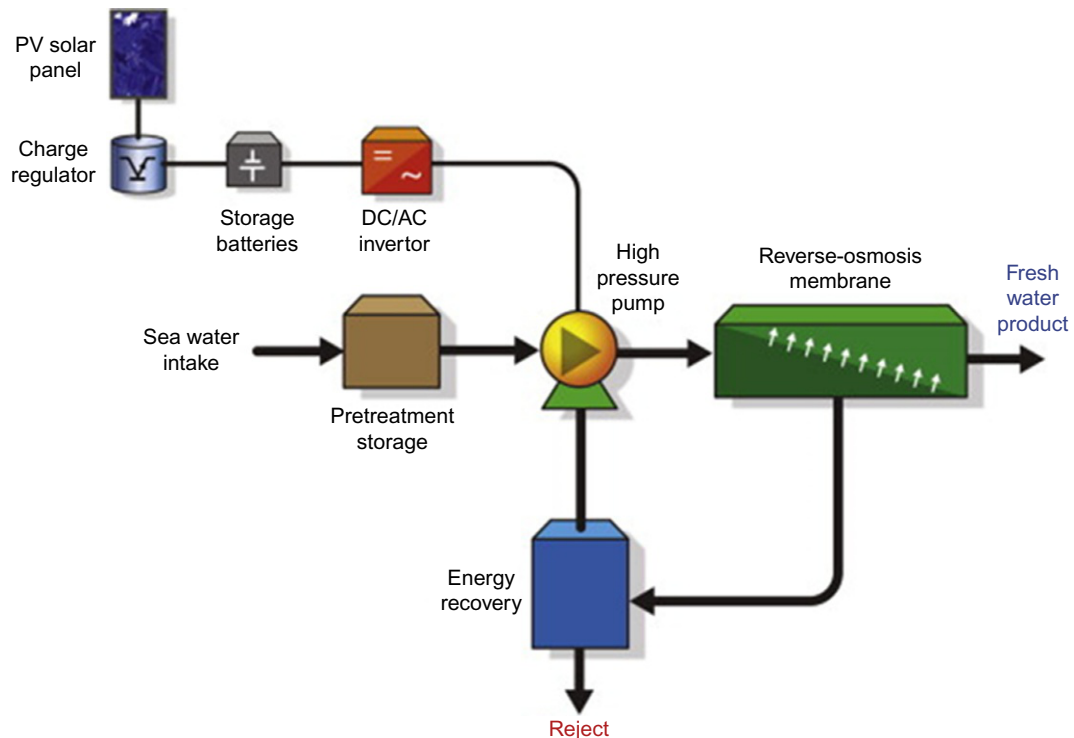 PV solar
panel
Charge
regulator
Storage
batteries
DC/AC
invertor
High
pressure
pump
Reverse-osmosis
membrane
Fresh
water
product
Sea water
intake
Pretreatment
storage
Energy
recovery
Reject